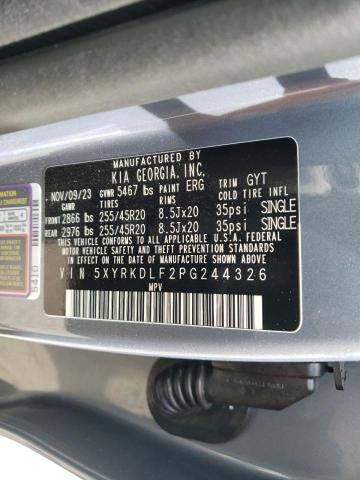 MANUFACTURED BY
KIA GEORGIA, INC.
NOV/09/23 GVWR 5467 lbs PAINT ERG TRIM GYT
GAWR TIRES RIMS COLD TIRE INFL
FRONT 2866 lbs 255/45R20 8.5Jx20 35psi SINGLE
REAR 2976 lbs 255/45R20 8.5Jx20 35psi SINGLE
THIS VEHICLE CONFORMS TO ALL APPLICABLE U.S.A. FEDERAL
MOTOR VEHICLE SAFETY, BUMPER, AND THEFT PREVENTION
STANDARDS IN EFFECT ON THE DATE OF MANUFACTURE SHOWN ABOVE.
VIN 5XYRKDLF2PG244326
MPV
5410